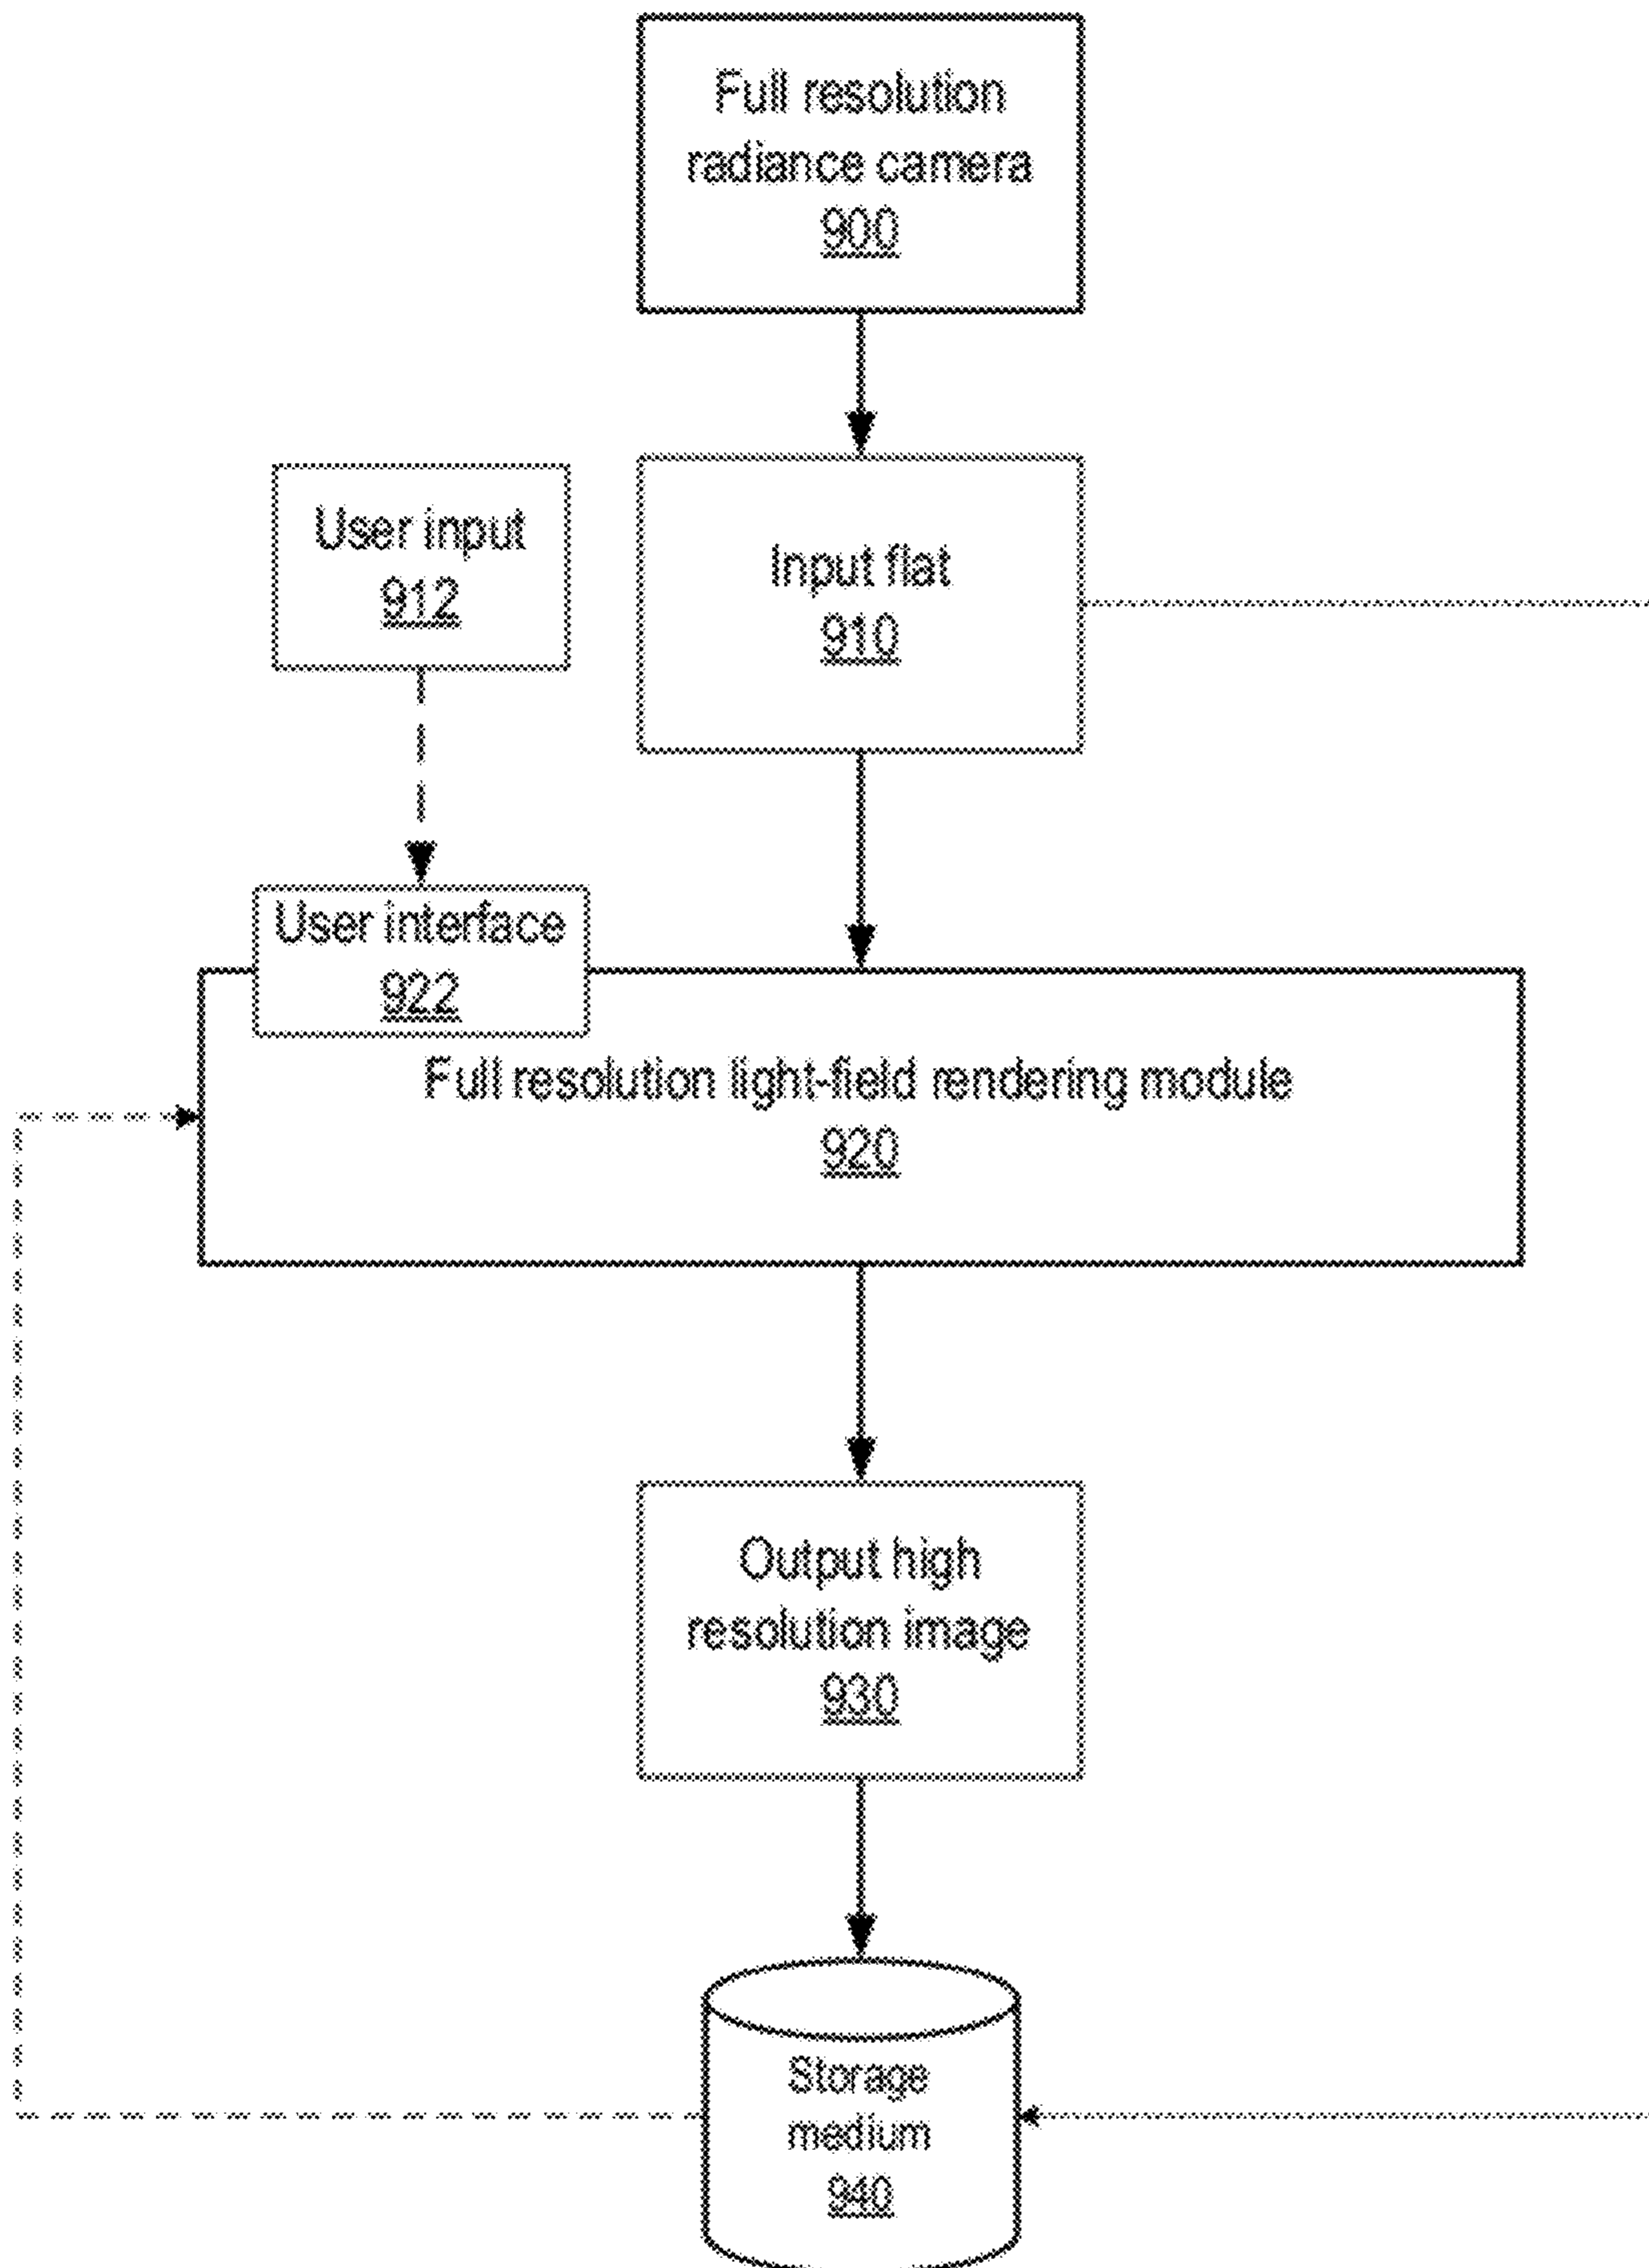 Full resolution
radiance camera
900
User input
912
Input flat
910
User interface
922
Full resolution light-field rendering module
920
Output high
resolution image
930
Storage
medium
940